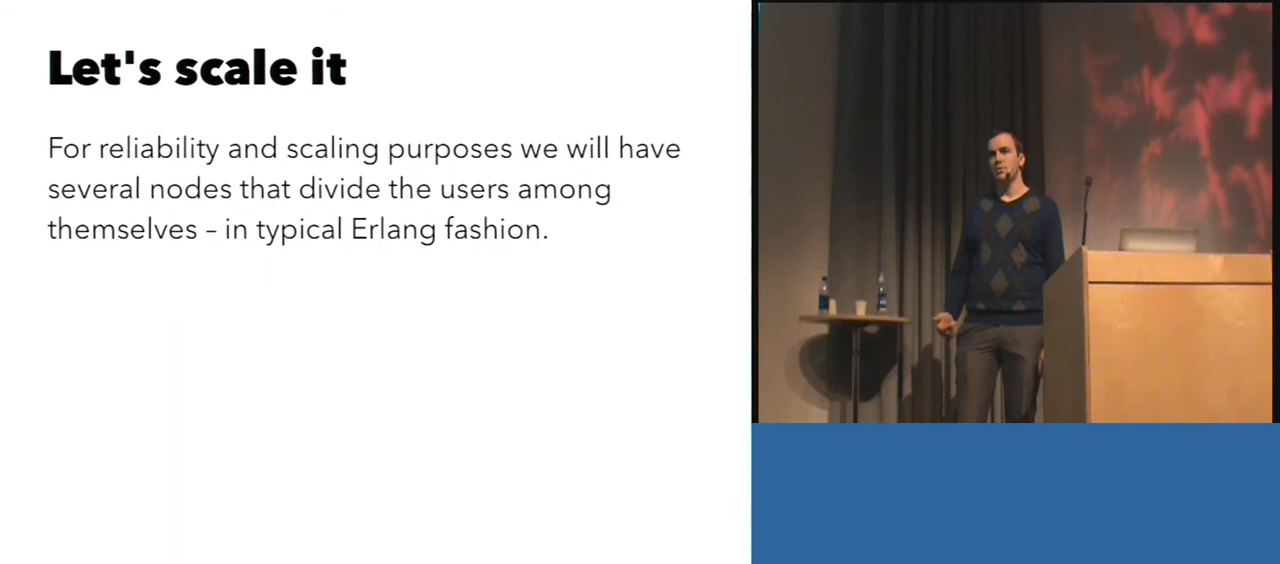 Let's scale it
For reliability and scaling purposes we will have
several nodes that divide the users among
themselves – in typical Erlang fashion.